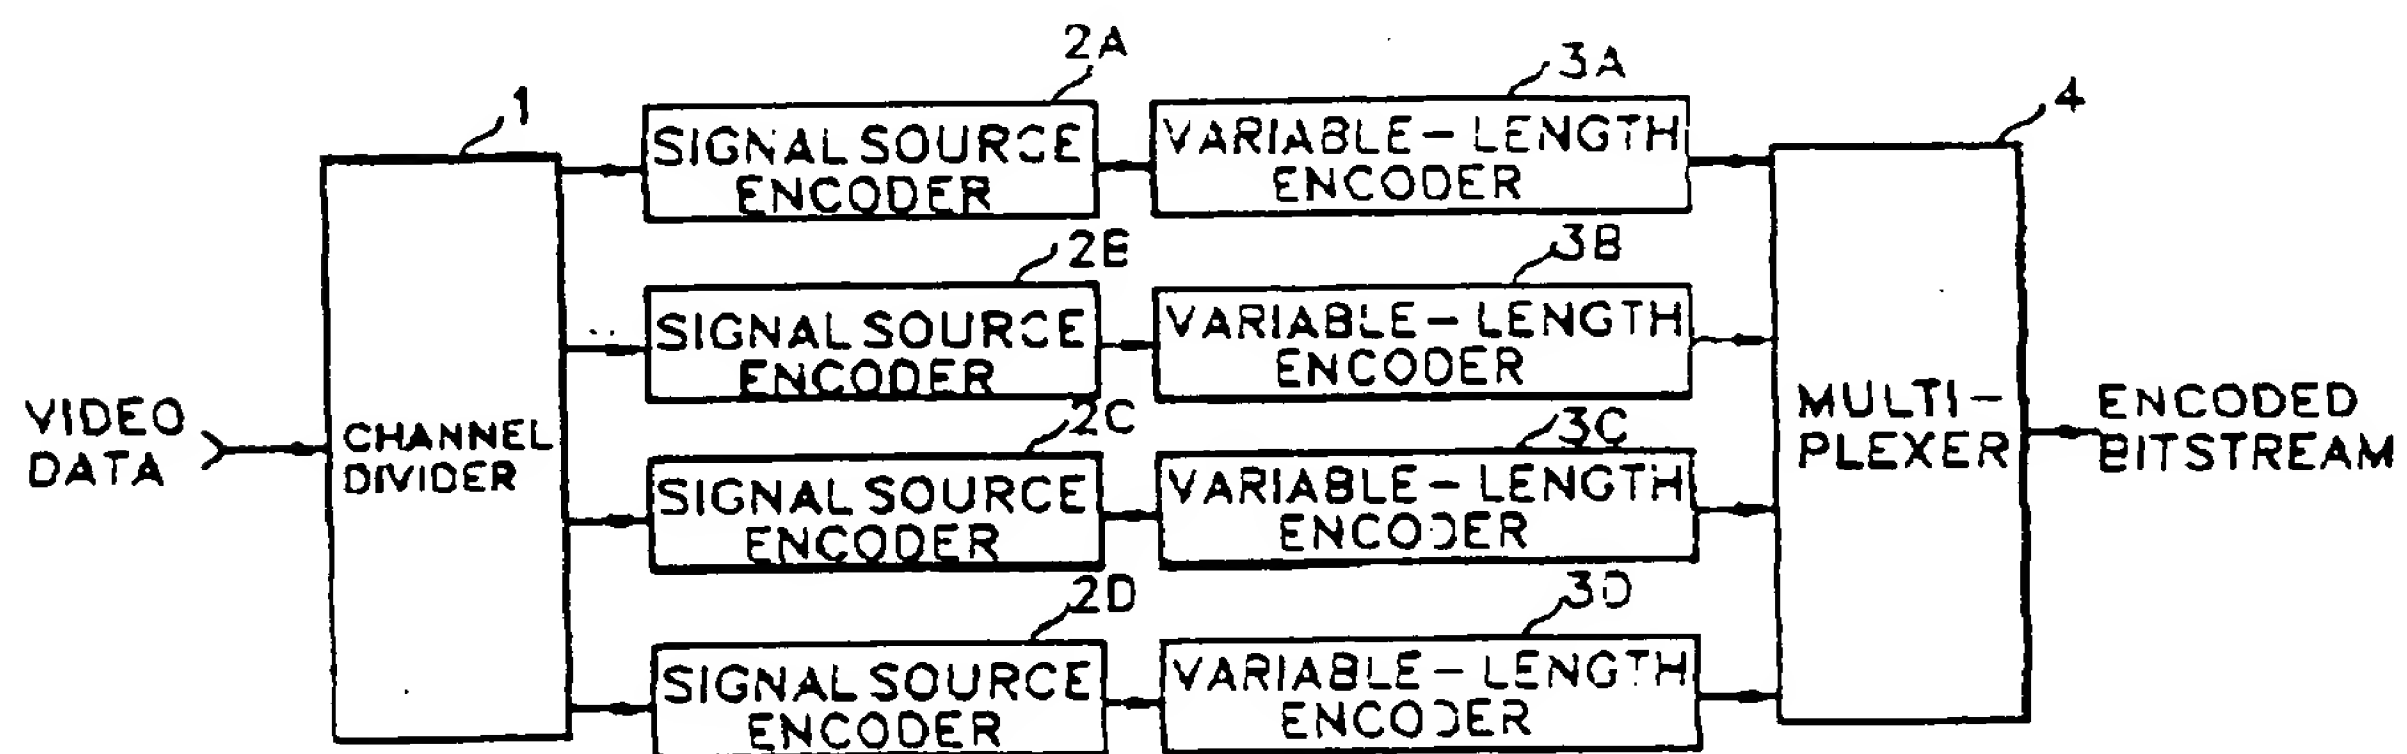 1
2A
3A
4
SIGNAL SOURCE
ENCODER
VARIABLE-LENGTH
ENCODER
2B
3B
SIGNAL SOURCE
ENCODER
VARIABLE-LENGTH
ENCODER
VIDEO
DATA
CHANNEL
DIVIDER
2C
3C
SIGNAL SOURCE
ENCODER
VARIABLE-LENGTH
ENCODER
MULTI-
PLEXER
ENCODED
BITSTREAM
2D
3D
SIGNAL SOURCE
ENCODER
VARIABLE-LENGTH
ENCODER